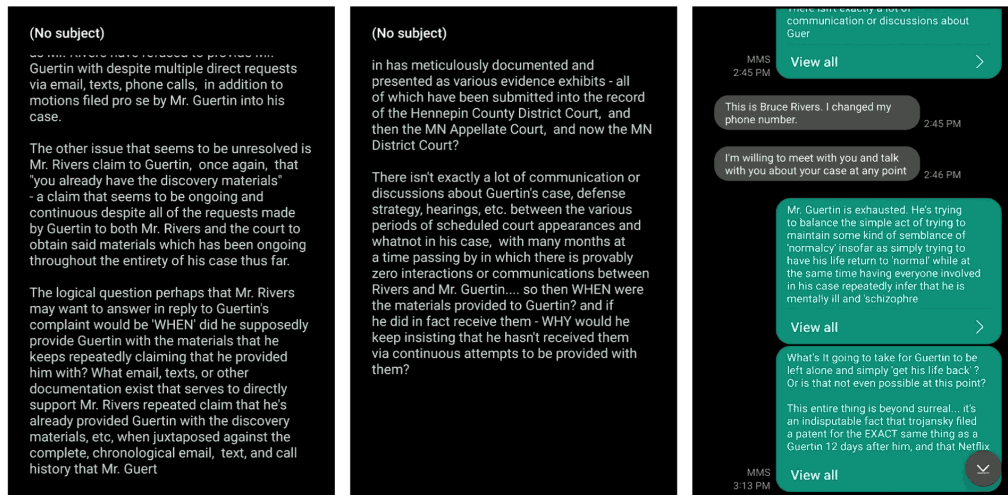 (No subject)
Guertin with despite multiple direct requests
via email, texts, phone calls, in addition to
motions filed pro se by Mr. Guertin into his
case.
The other issue that seems to be unresolved is
Mr. Rivers claim to Guertin, once again, that
"you already have the discovery materials"
- a claim that seems to be ongoing and
continuous despite all of the requests made
by Guertin to both Mr. Rivers and the court to
obtain said materials which has been ongoing
throughout the entirety of his case thus far.
The logical question perhaps that Mr. Rivers
may want to answer in reply to Guertin's
complaint would be 'WHEN' did he supposedly
provide Guertin with the materials that he
keeps repeatedly claiming that he provided
him with? What email, texts, or other
documentation exist that serves to directly
support Mr. Rivers repeated claim that he's
already provided Guertin with the discovery
materials, etc, when juxtaposed against the
complete, chronological email, text, and call
history that Mr. Guert
(No subject)
in has meticulously documented and
presented as various evidence exhibits - all
of which have been submitted into the record
of the Hennepin County District Court, and
then the MN Appellate Court, and now the MN
District Court?
There isn't exactly a lot of communication or
discussions about Guertin's case, defense
strategy, hearings, etc. between the various
periods of scheduled court appearances and
whatnot in his case, with many months at
a time passing by in which there is provably
zero interactions or communications between
Rivers and Mr. Guertin.... so then WHEN were
the materials provided to Guertin? and if
he did in fact receive them - WHY would he
keep insisting that he hasn't received them
via continuous attempts to be provided with
them?
communication or discussions about
Guer
View all
MMS
2:45 PM
This is Bruce Rivers. I changed my
phone number.
2:45 PM
I'm willing to meet with you and talk
with you about your case at any point
2:46 PM
Mr. Guertin is exhausted. He's trying
to balance the simple act of trying to
maintain some kind of semblance of
'normalcy' insofar as simply trying to
have his life return to 'normal' while at
the same time having everyone involved
in his case repeatedly infer that he is
mentally ill and 'schizophre
View all
What's It going to take for Guertin to be
left alone and simply 'get his life back' ?
Or is that not even possible at this point?
This entire thing is beyond surreal... it's
an indisputable fact that trojansky filed
a patent for the EXACT same thing as a
Guertin 12 days after him, and that Netflix
View all
MMS
3:13 PM